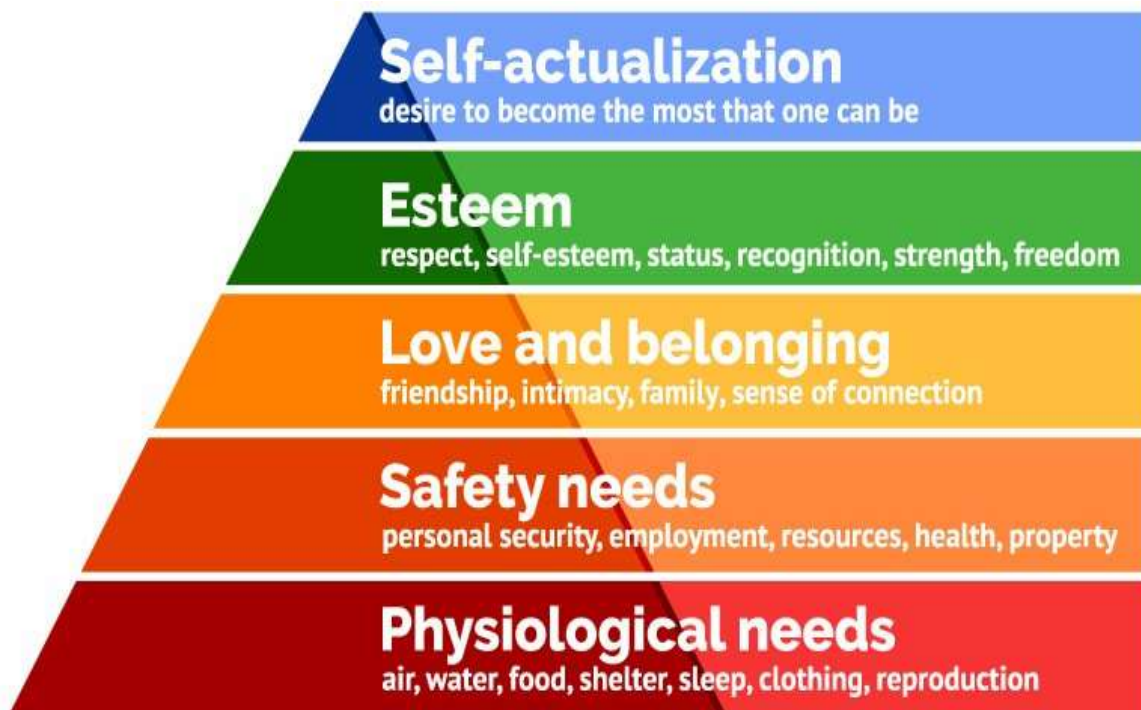 Self-actualization
desire to become the most that one can be
Esteem
respect, self-esteem, status, recognition, strength, freedom
Love and belonging
friendship, intimacy, family, sense of connection
Safety needs
personal security, employment, resources, health, property
Physiological needs
air, water, food, shelter, sleep, clothing, reproduction